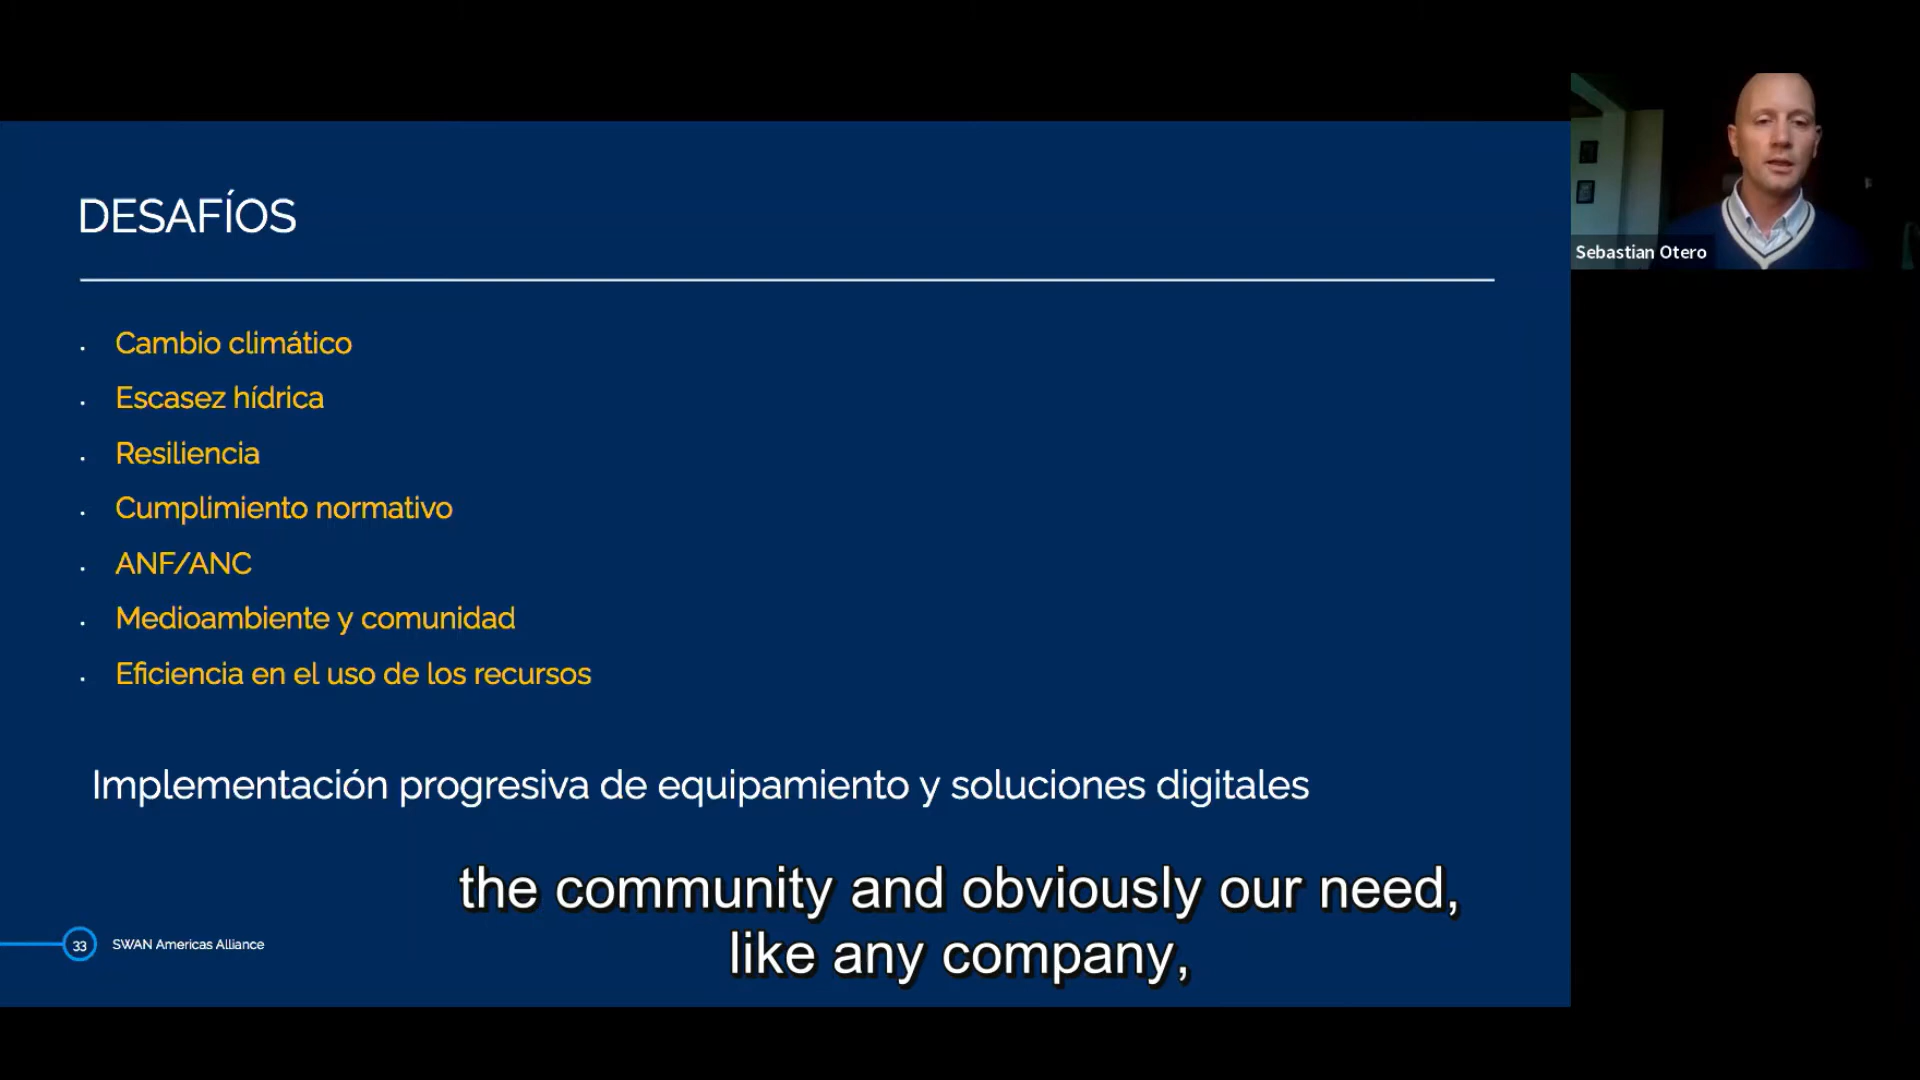 DESAFÍOS
Sebastian Otero
Cambio climático
Escasez hídrica
Resiliencia
Cumplimiento normativo
ANF/ANC
Medioambiente y comunidad
Eficiencia en el uso de los recursos
Implementación progresiva de equipamiento y soluciones digitales
the community and obviously our need,
like any company,
33 SWAN Americas Alliance